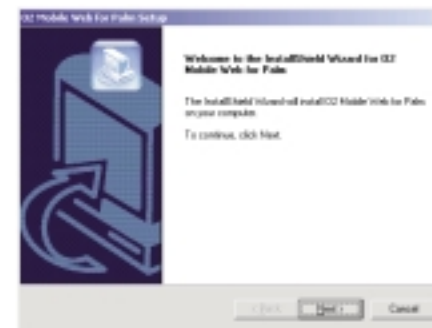 O2 Mobile Web for Palm Setup
Welcome to the InstallShield Wizard for O2
Mobile Web for Palm
The InstallShield Wizard will install O2 Mobile Web for Palm
on your computer.
To continue, click Next.
< Back Next > Cancel